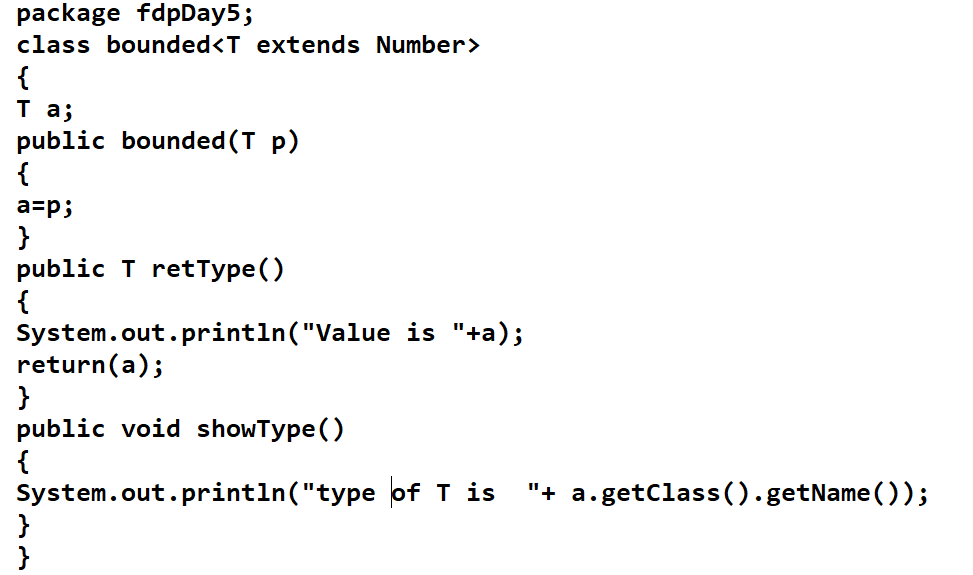 package fdpDay5;
class bounded<T extends Number>
{
T a;
public bounded(T p)
{
a=p;
}
public T retType()
{
System.out.println("Value is "+a);
return(a);
}
public void showType()
{
System.out.println("type of T is  "+ a.getClass().getName());
}
}